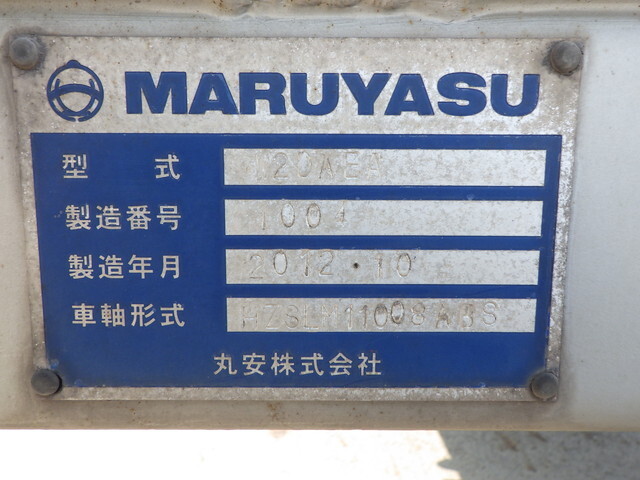 MARUYASU
型式 120AEA
製造番号
製造年月 2012・10
車軸形式
丸安株式会社